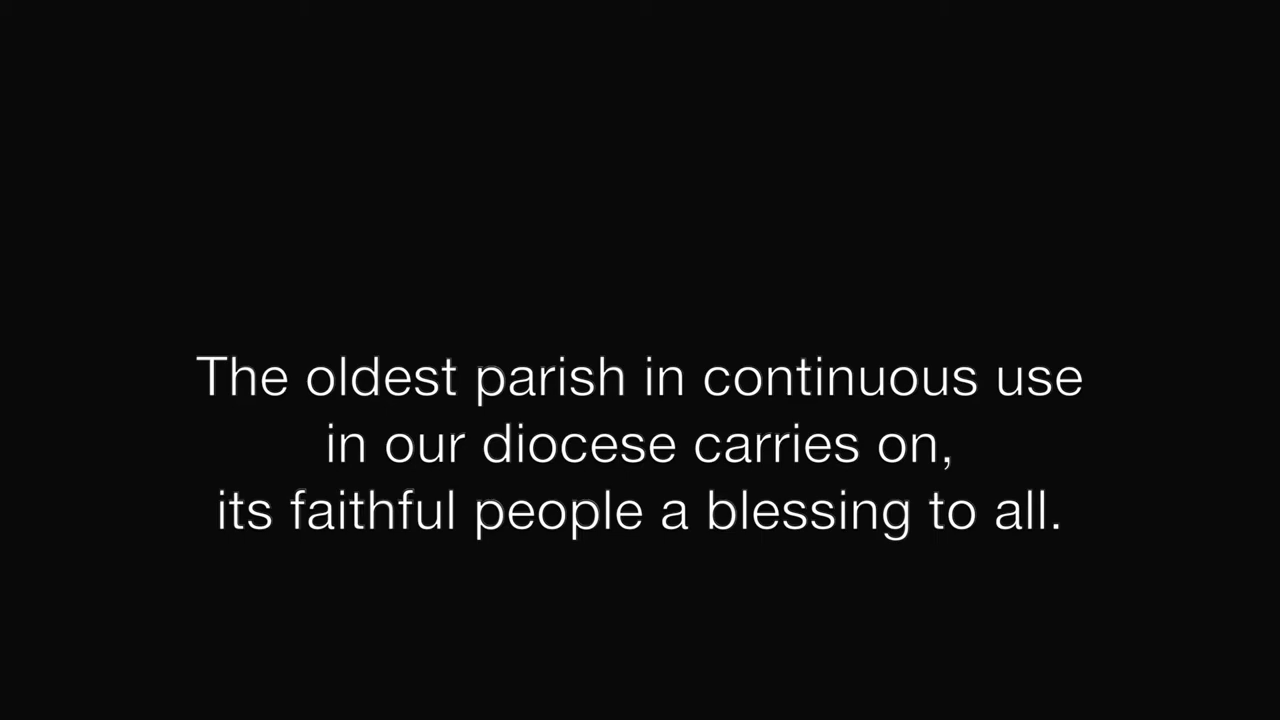 The oldest parish in continuous use
in our diocese carries on,
its faithful people a blessing to all.